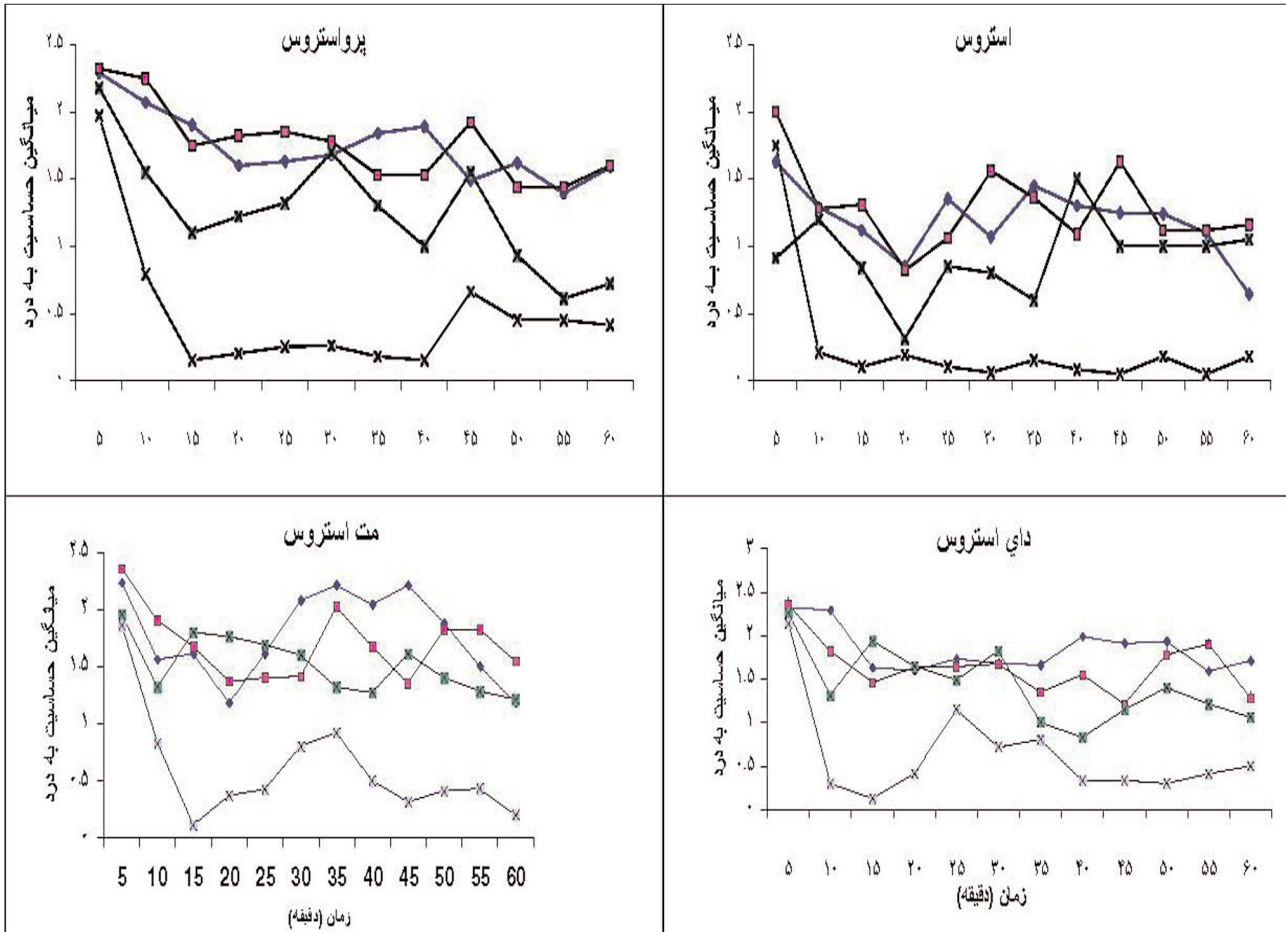 پرواستروس
میانگین حساسیت به درد
۲.۵
۲
۱.۵
۱
۰.۵
۰
۵ ۱۰ ۱۵ ۲۰ ۲۵ ۳۰ ۳۵ ۴۰ ۴۵ ۵۰ ۵۵ ۶۰
استروس
میانگین حساسیت به درد
۲.۵
۲
۱.۵
۱
۰.۵
۰
۵ ۱۰ ۱۵ ۲۰ ۲۵ ۳۰ ۳۵ ۴۰ ۴۵ ۵۰ ۵۵ ۶۰
مت استروس
میانگین حساسیت به درد
۲.۵
۲
۱.۵
۱
۰.۵
۰
5 10 15 20 25 30 35 40 45 50 55 60
زمان (دقیقه)
داي استروس
میانگین حساسیت به درد
۳
۲.۵
۲
۱.۵
۱
۰.۵
۰
۵ ۱۰ ۱۵ ۲۰ ۲۵ ۳۰ ۳۵ ۴۰ ۴۵ ۵۰ ۵۵ ۶۰
زمان (دقیقه)